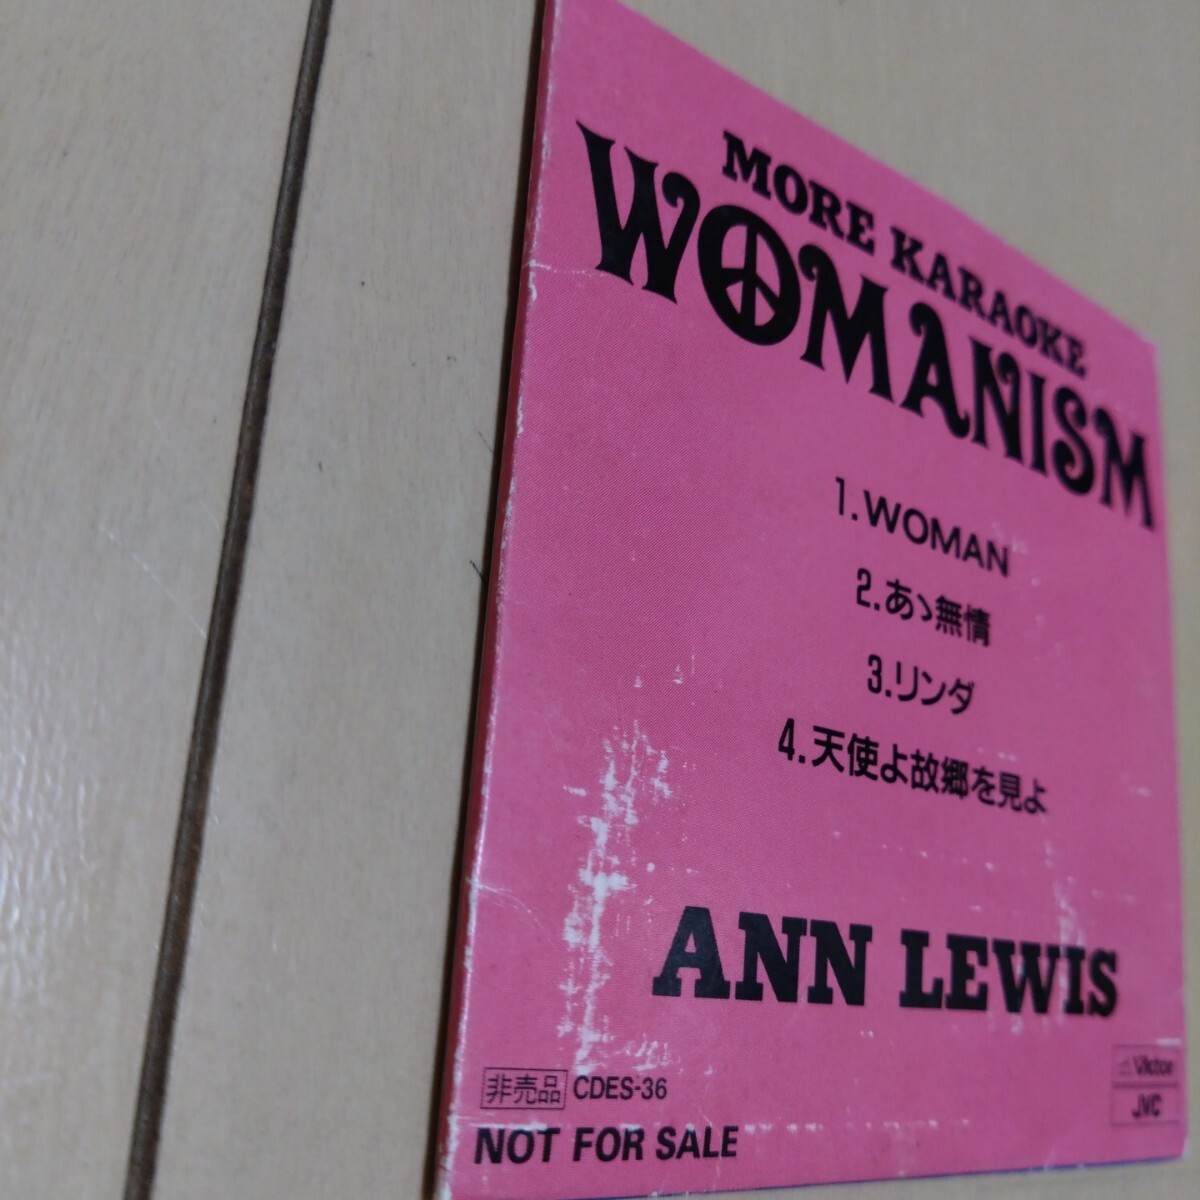 MORE KARAOKE
WOMANISM
1.WOMAN
2.あゝ無情
3.リンダ
4.天使よ故郷を見よ
ANN LEWIS
非売品 CDES-36
NOT FOR SALE
Victor
JVC